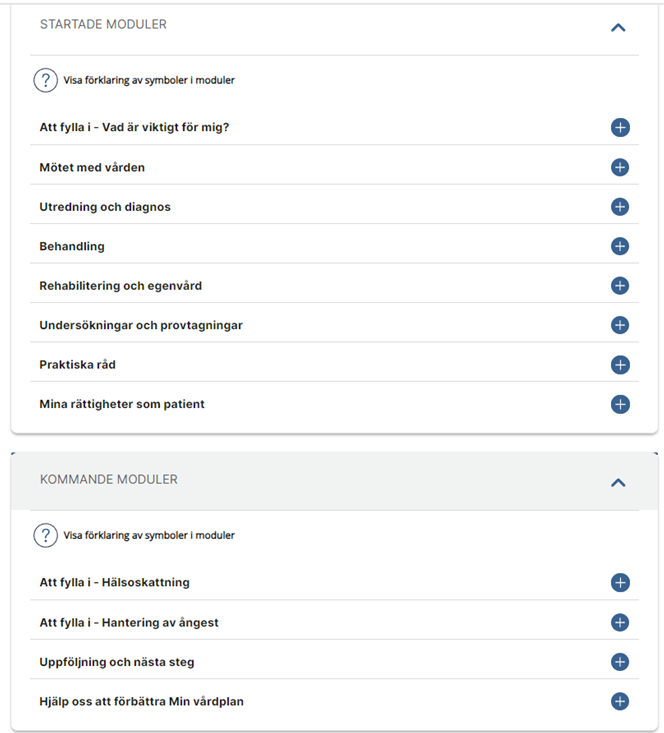 STARTADE MODULER
? Visa förklaring av symboler i moduler
Att fylla i - Vad är viktigt för mig?
Mötet med vården
Utredning och diagnos
Behandling
Rehabilitering och egenvård
Undersökningar och provtagningar
Praktiska råd
Mina rättigheter som patient
KOMMANDE MODULER
? Visa förklaring av symboler i moduler
Att fylla i - Hälsoskattning
Att fylla i - Hantering av ångest
Uppföljning och nästa steg
Hjälp oss att förbättra Min vårdplan